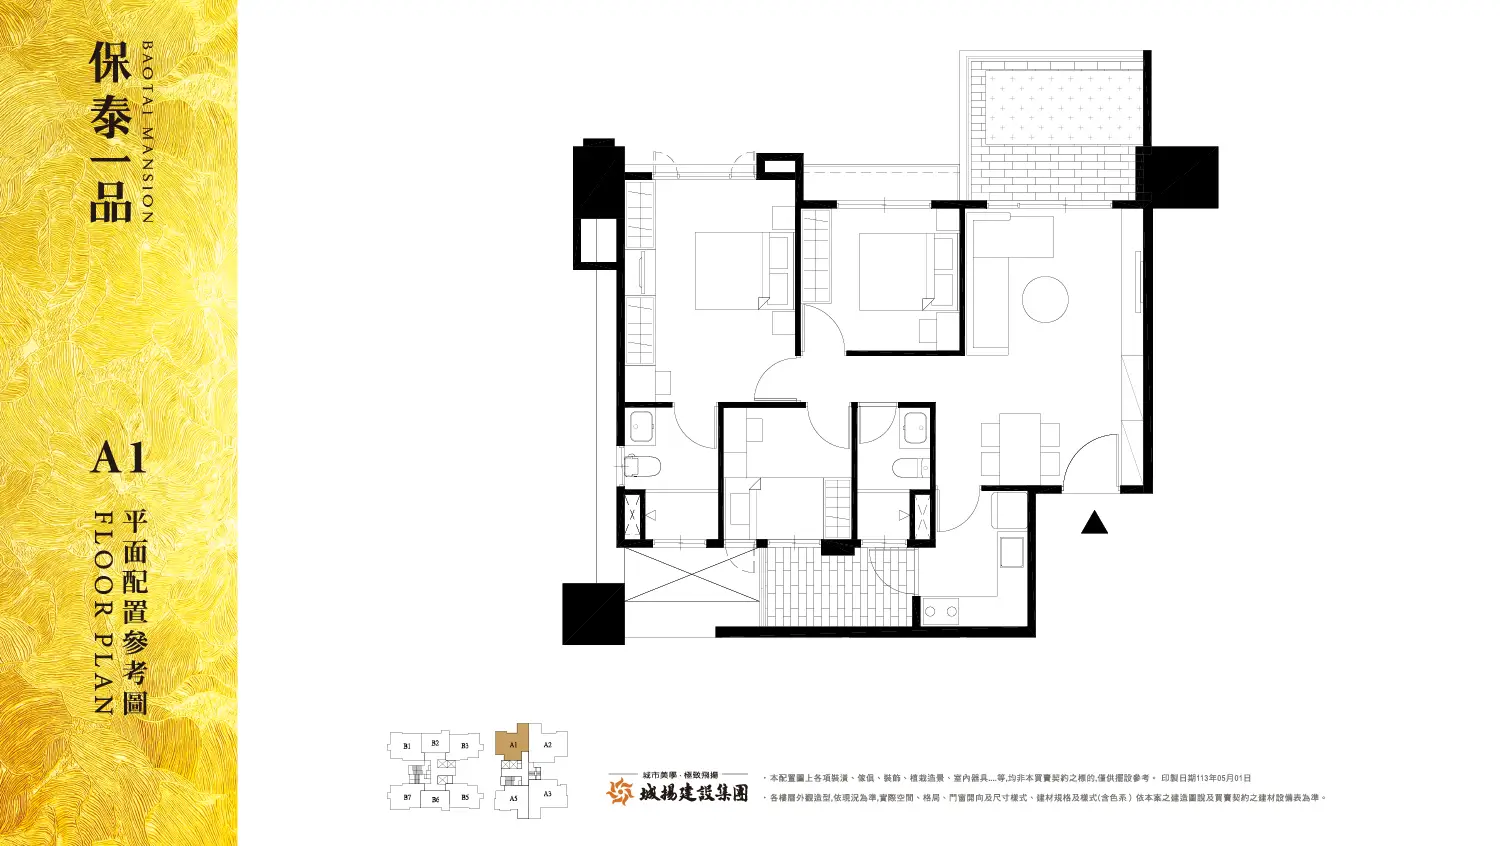 保泰一品
BAOTAI MANSION
A1
平面配置參考圖
FLOOR PLAN
B1
B2
B3
B7
B6
B5
A1
A2
A5
A3
城市美學·極致飛揚
城揚建設集團
・本配置圖上各項裝潢、傢俱、裝飾、植栽造景、室內器具....等,均非本買賣契約之標的,僅供擺設參考。 印製日期113年05月01日
・各樓層外觀造型,依現況為準,實際空間、格局、門窗開向及尺寸樣式、建材規格及樣式(含色系）依本案之建造圖說及買賣契約之建材設備表為準。